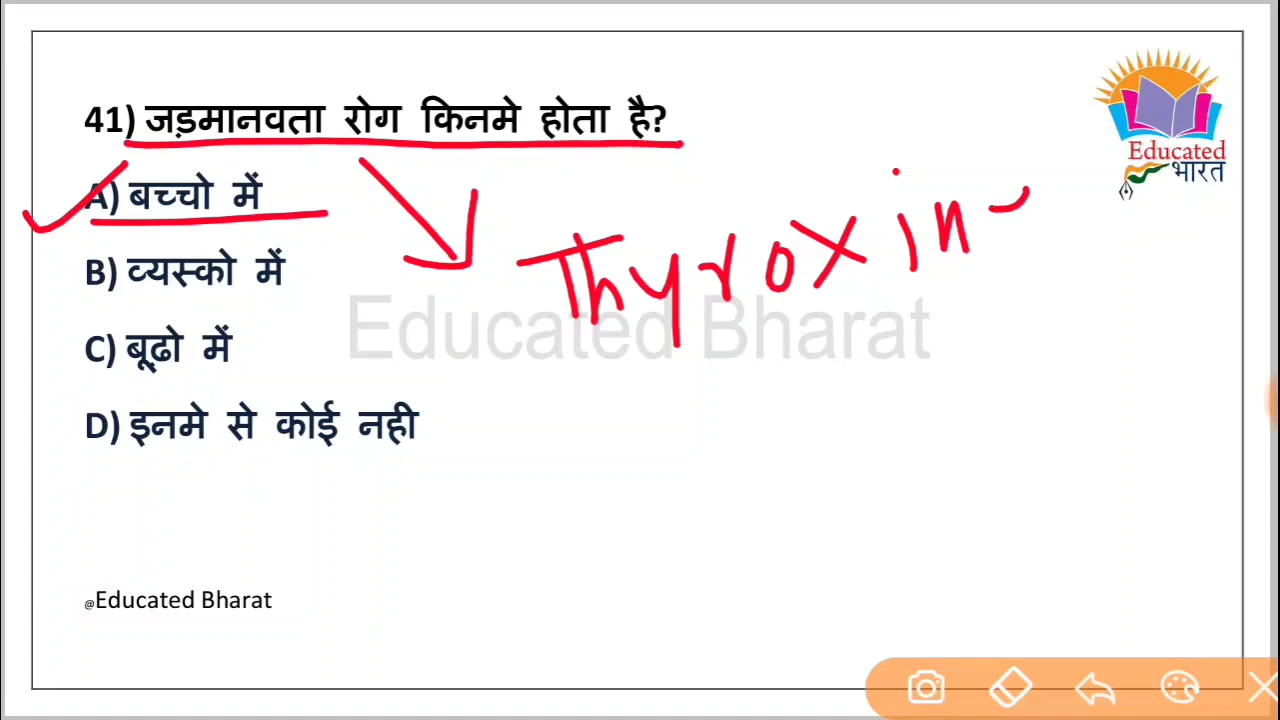 41) जड़मानवता रोग किनमे होता है?
A) बच्चो में
B) व्यस्को में
C) बूढो में
D) इनमे से कोई नही
Thyroxin-
Educated Bharat
@Educated Bharat
Educated
भारत